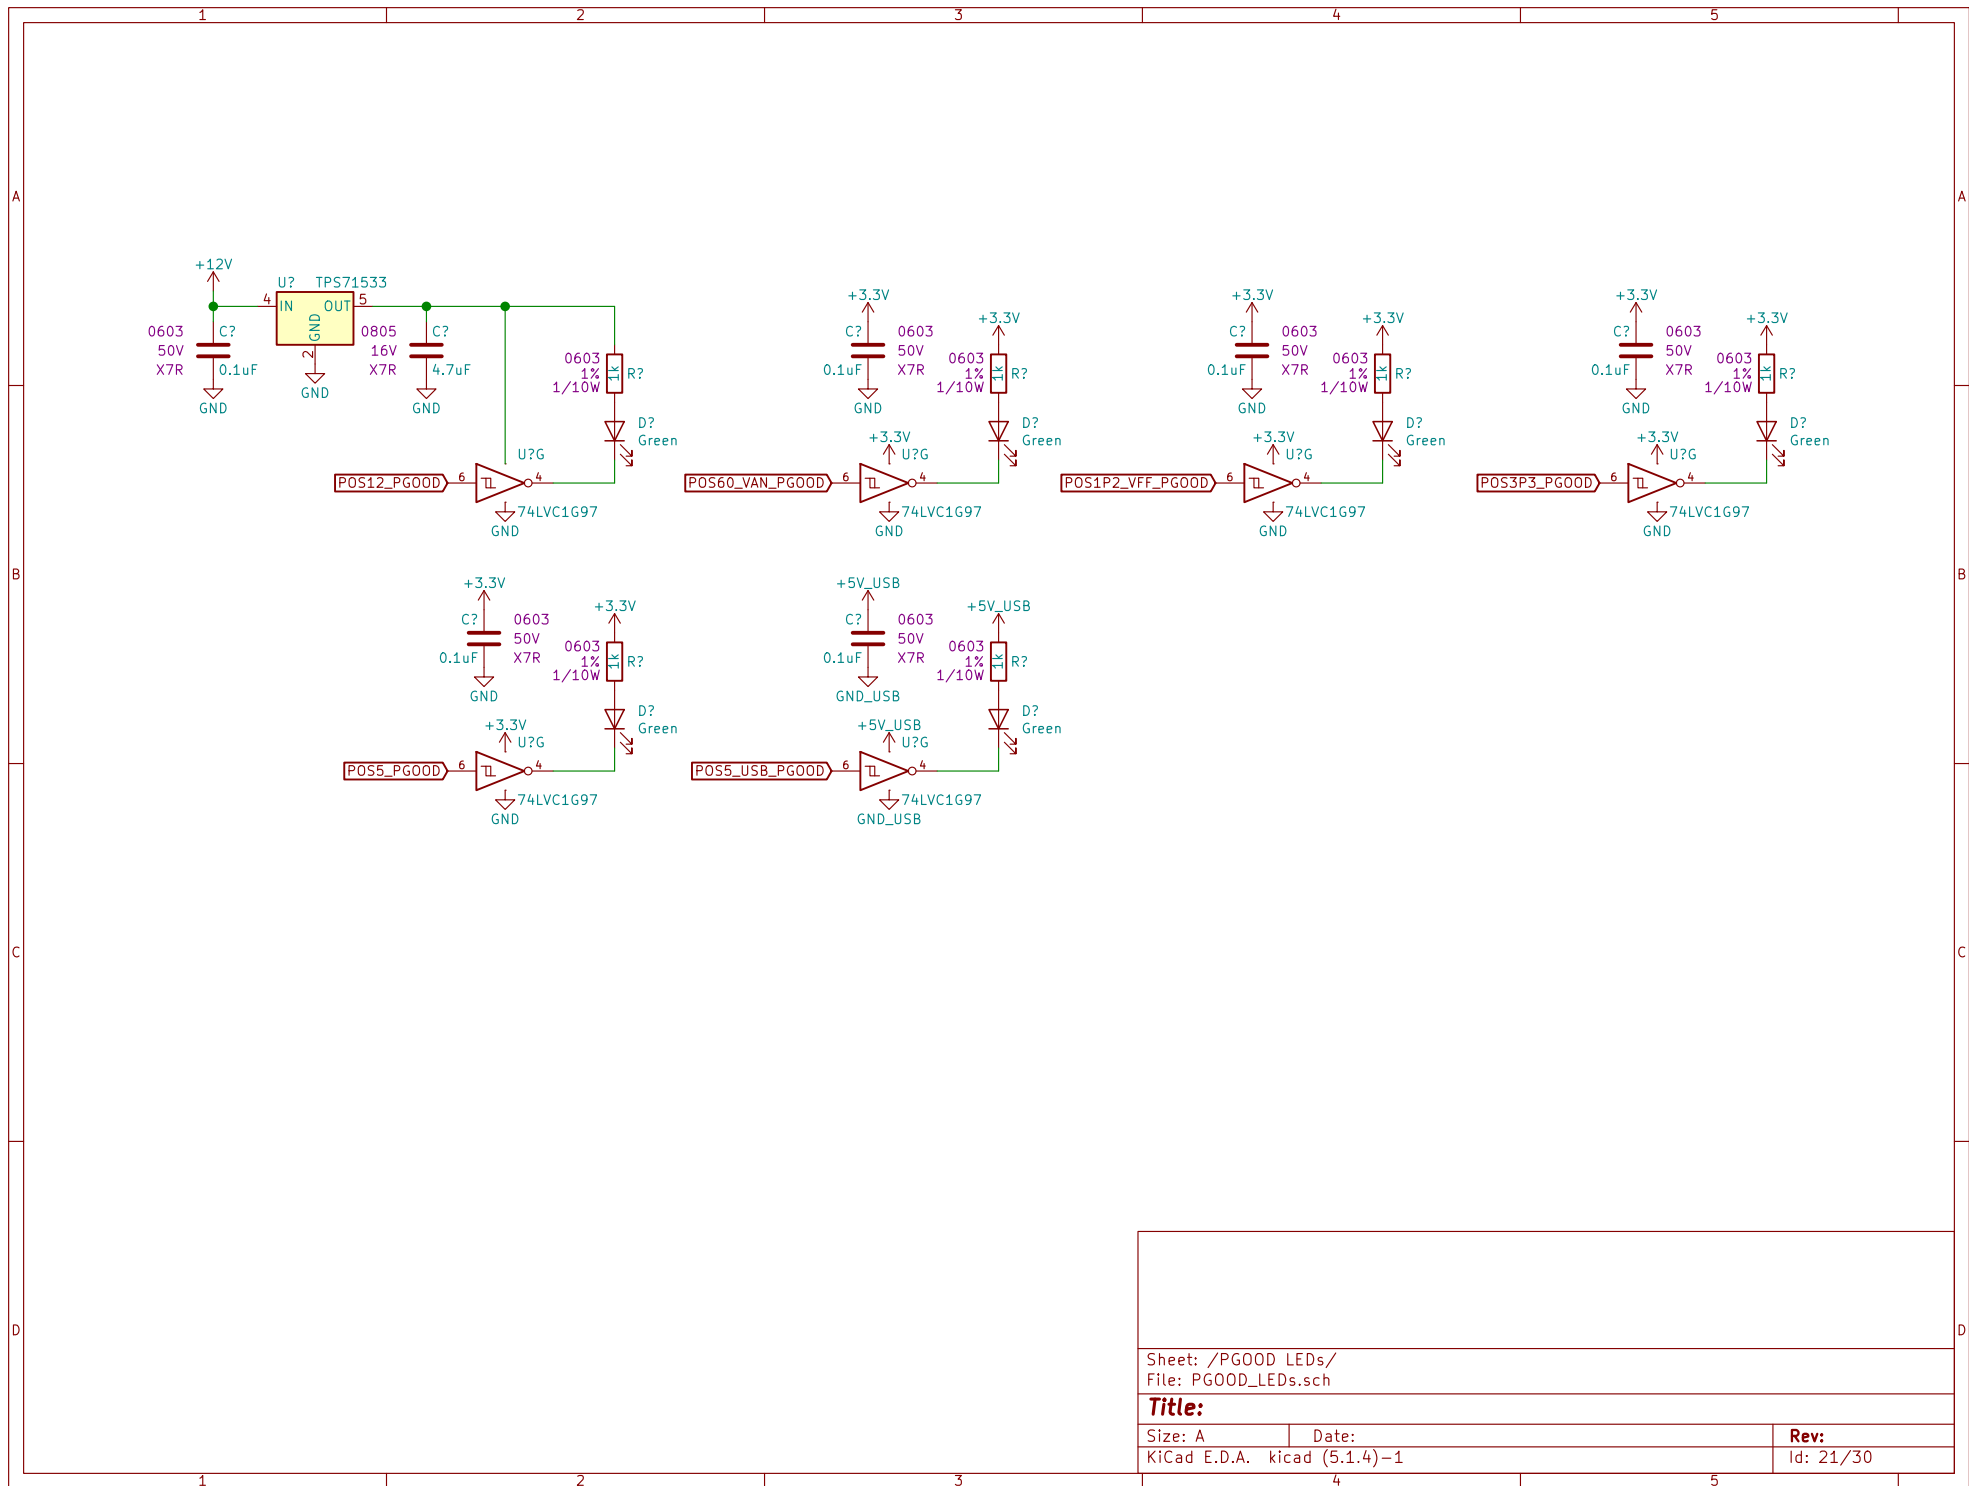 1 2 3 4 5
A A
+12V
U? TPS71533
4 IN OUT 5
GND
2
0603 C?
50V
X7R 0.1uF
GND
GND
0805 C?
16V
X7R 4.7uF
GND
0603
1%
1/10W
1k R?
D?
Green
U?G
POS12_PGOOD 6 4
74LVC1G97
GND
+3.3V
C? 0603
50V
0.1uF X7R
GND
+3.3V
0603
1%
1/10W
1k R?
D?
Green
+3.3V
U?G
POS60_VAN_PGOOD 6 4
74LVC1G97
GND
+3.3V
C? 0603
50V
0.1uF X7R
GND
+3.3V
0603
1%
1/10W
1k R?
D?
Green
+3.3V
U?G
POS1P2_VFF_PGOOD 6 4
74LVC1G97
GND
+3.3V
C? 0603
50V
0.1uF X7R
GND
+3.3V
0603
1%
1/10W
1k R?
D?
Green
+3.3V
U?G
POS3P3_PGOOD 6 4
74LVC1G97
GND
B B
+3.3V
C? 0603
50V
0.1uF X7R
GND
+3.3V
0603
1%
1/10W
1k R?
D?
Green
+3.3V
U?G
POS5_PGOOD 6 4
74LVC1G97
GND
+5V_USB
C? 0603
50V
0.1uF X7R
GND_USB
+5V_USB
0603
1%
1/10W
1k R?
D?
Green
+5V_USB
U?G
POS5_USB_PGOOD 6 4
74LVC1G97
GND_USB
C C
D D
Sheet: /PGOOD LEDs/
File: PGOOD_LEDs.sch
Title:
Size: A Date: Rev:
KiCad E.D.A. kicad (5.1.4)-1 Id: 21/30
1 2 3 4 5